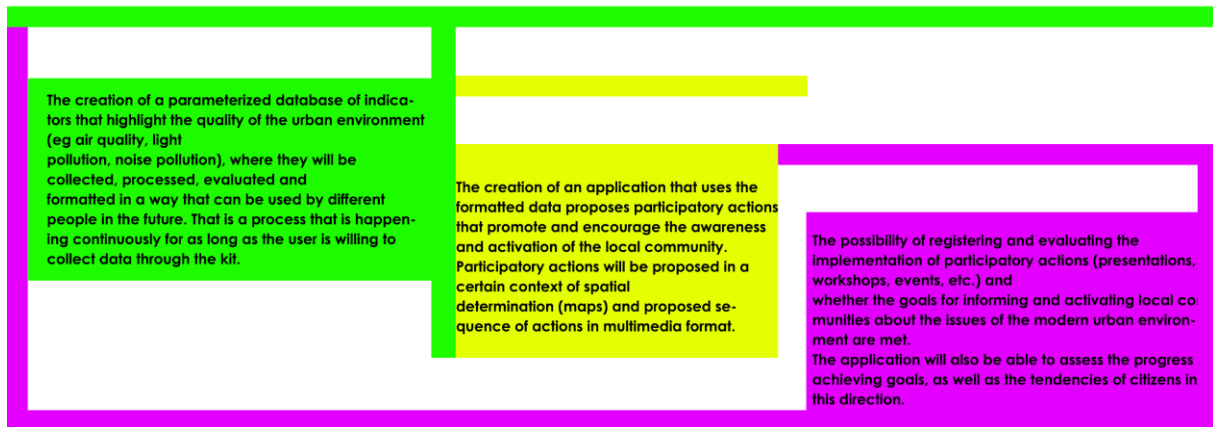 The creation of a parameterized database of indica-
tors that highlight the quality of the urban environment
(eg air quality, light
pollution, noise pollution), where they will be
collected, processed, evaluated and
formatted in a way that can be used by different
people in the future. That is a process that is happen-
ing continuously for as long as the user is willing to
collect data through the kit.
The creation of an application that uses the
formatted data proposes participatory actions
that promote and encourage the awareness
and activation of the local community.
Participatory actions will be proposed in a
certain context of spatial
determination (maps) and proposed se-
quence of actions in multimedia format.
The possibility of registering and evaluating the
implementation of participatory actions (presentations,
workshops, events, etc.) and
whether the goals for informing and activating local co
munities about the issues of the modern urban environ-
ment are met.
The application will also be able to assess the progress
achieving goals, as well as the tendencies of citizens in
this direction.